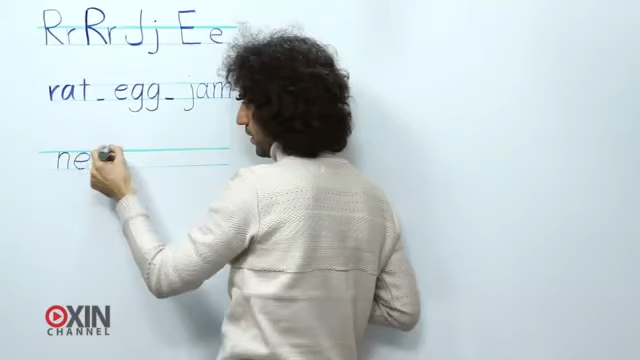 Rr Rr Jj Ee
rat - egg - jam
ne
OXIN
CHANNEL